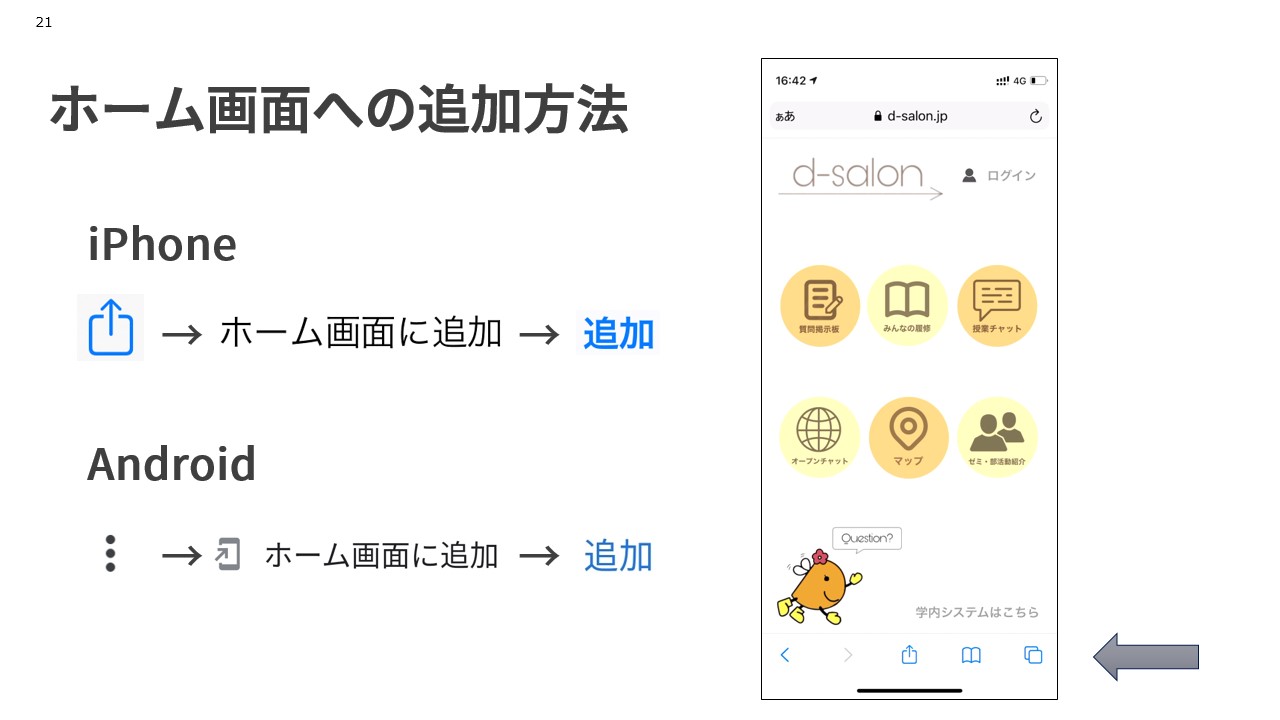 21
ホーム画面への追加方法
iPhone
→ ホーム画面に追加 → 追加
Android
→ ホーム画面に追加 → 追加
16:42 4G
ぁあ d-salon.jp
d-salon ログイン
質問掲示板 みんなの履修 授業チャット
オープンチャット マップ ゼミ・部活動紹介
Question?
学内システムはこちら